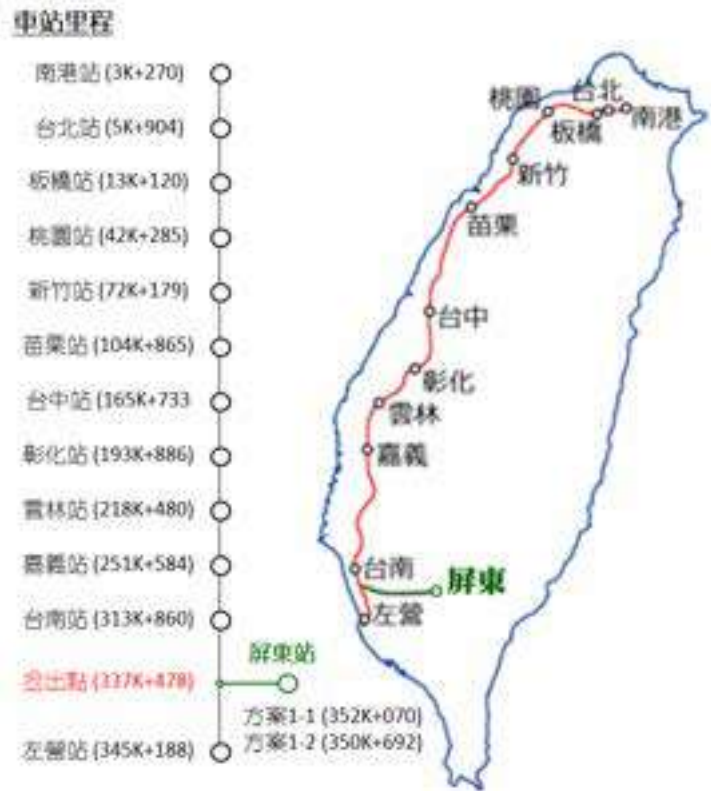 車站里程
南港站 (3K+270)
台北站 (5K+904)
板橋站 (13K+120)
桃園站 (42K+285)
新竹站 (72K+179)
苗栗站 (104K+865)
台中站 (165K+733
彰化站 (193K+886)
雲林站 (218K+480)
嘉義站 (251K+584)
台南站 (313K+860)
岔出點 (337K+478)
左營站 (345K+188)
屏東站
方案1-1 (352K+070)
方案1-2 (350K+692)
台北
南港
板橋
桃園
新竹
苗栗
台中
彰化
雲林
嘉義
台南
屏東
左營